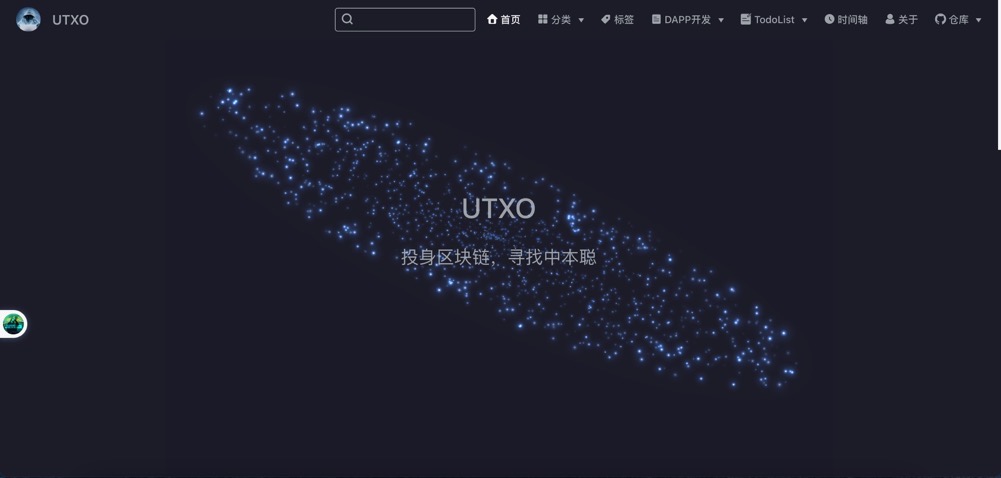 UTXO
首页
分类
标签
DAPP开发
TodoList
时间轴
关于
仓库
UTXO
投身区块链，寻找中本聪